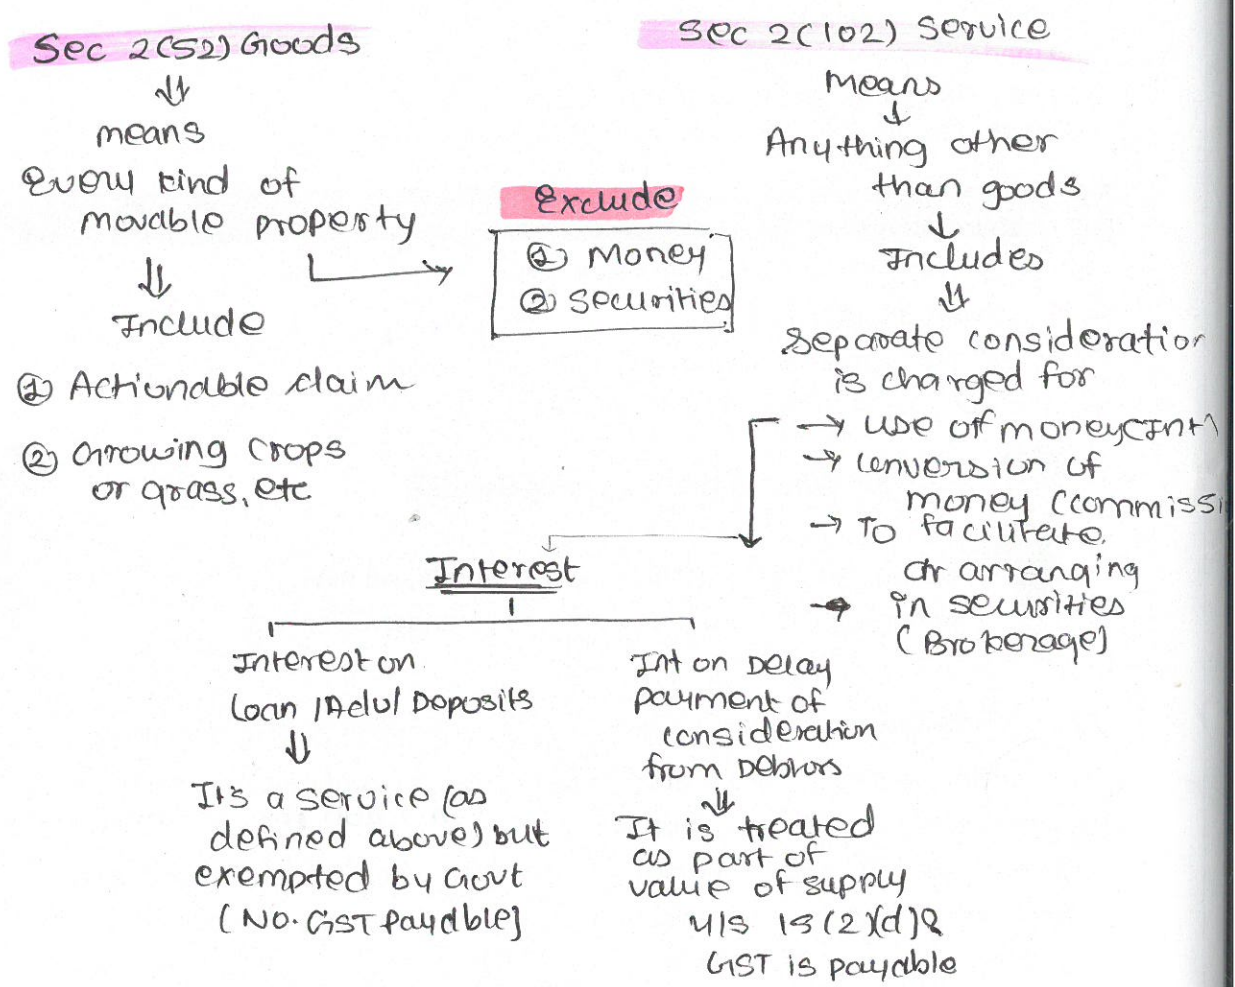 Sec 2(52) Goods
means
Every kind of
movable property
Include
① Actionable claim
② Growing crops
or grass, etc
Exclude
① Money
② Securities
Sec 2(102) Service
Means
Anything other
than goods
Includes
Separate consideration
is charged for
→ use of money (Int)
→ conversion of
money (commissi
→ To facilitate
or arranging
→ in securities
(Brokerage)
Interest
Interest on
Loan / Adv / Deposits
It's a service (as
defined above) but
exempted by Govt
(No. GST Payable)
Int on Delay
payment of
consideration
from Debtors
It is treated
as part of
value of supply
u/s 15(2)(d) &
GST is payable